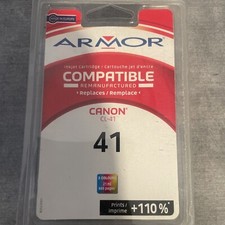 ARMOR
Inkjet Cartridge / Cartouche jet d'encre
COMPATIBLE
REMANUFACTURED
Replaces / Remplace
CANON
CL-41
41
Prints / Imprime
+110%*